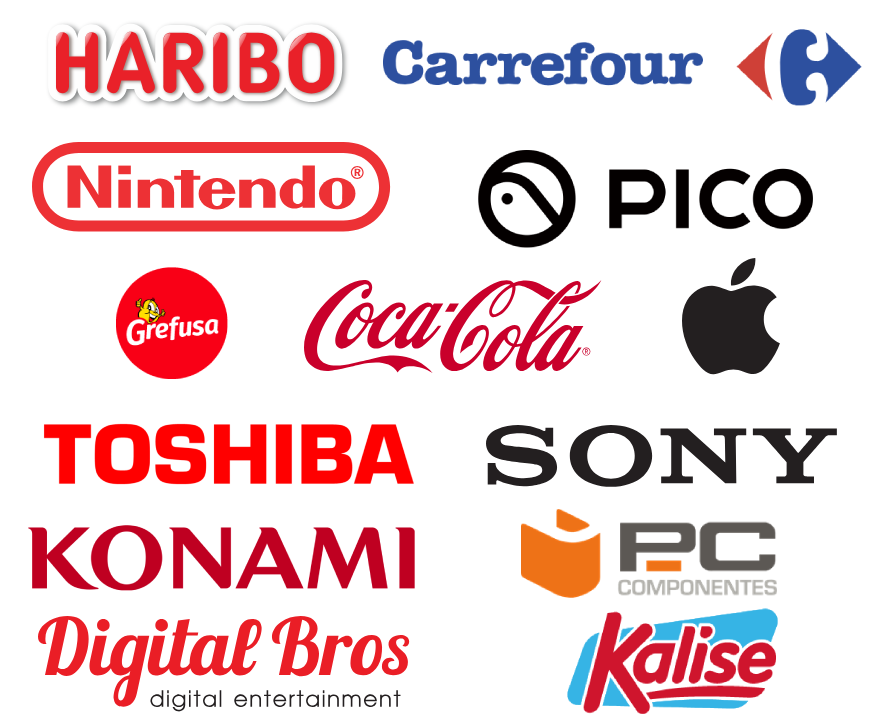 HARIBO
Carrefour
Nintendo®
PICO
Grefusa
Coca-Cola®
TOSHIBA
SONY
KONAMI
PC
COMPONENTES
Digital Bros
digital entertainment
Kalise